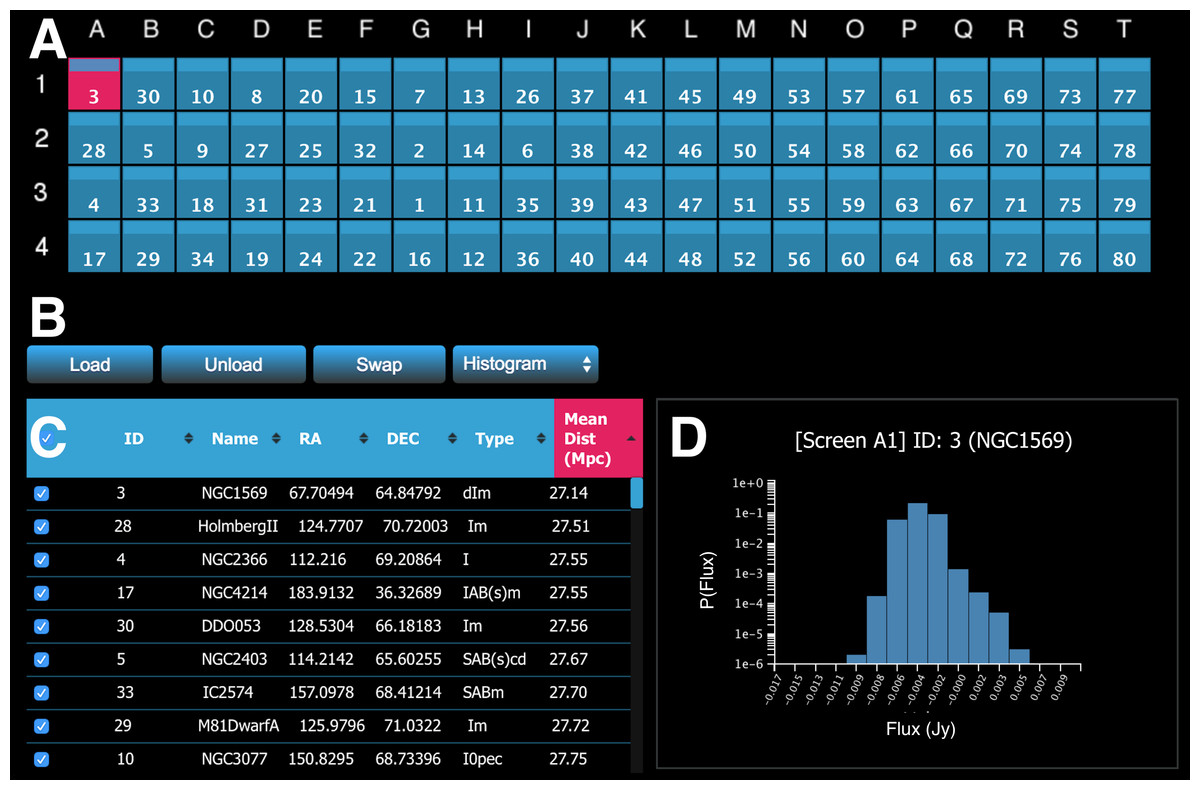 A
A B C D E F G H I J K L M N O P Q R S T
1 3 30 10 8 20 15 7 13 26 37 41 45 49 53 57 61 65 69 73 77
2 28 5 9 27 25 32 2 14 6 38 42 46 50 54 58 62 66 70 74 78
3 4 33 18 31 23 21 1 11 35 39 43 47 51 55 59 63 67 71 75 79
4 17 29 34 19 24 22 16 12 36 40 44 48 52 56 60 64 68 72 76 80
B
Load Unload Swap Histogram
C ID Name RA DEC Type Mean Dist (Mpc)
3 NGC1569 67.70494 64.84792 dIm 27.14
28 HolmbergII 124.7707 70.72003 Im 27.51
4 NGC2366 112.216 69.20864 I 27.55
17 NGC4214 183.9132 36.32689 IAB(s)m 27.55
30 DDO053 128.5304 66.18183 Im 27.56
5 NGC2403 114.2142 65.60255 SAB(s)cd 27.67
33 IC2574 157.0978 68.41214 SABm 27.70
29 M81DwarfA 125.9796 71.0322 Im 27.72
10 NGC3077 150.8295 68.73396 I0pec 27.75
D
[Screen A1] ID: 3 (NGC1569)
P(Flux)
1e+0
1e-1
1e-2
1e-3
1e-4
1e-5
1e-6
-0.017 -0.015 -0.013 -0.011 -0.009 -0.008 -0.006 -0.004 -0.002 -0.000 0.002 0.003 0.005 0.007 0.009
Flux (Jy)